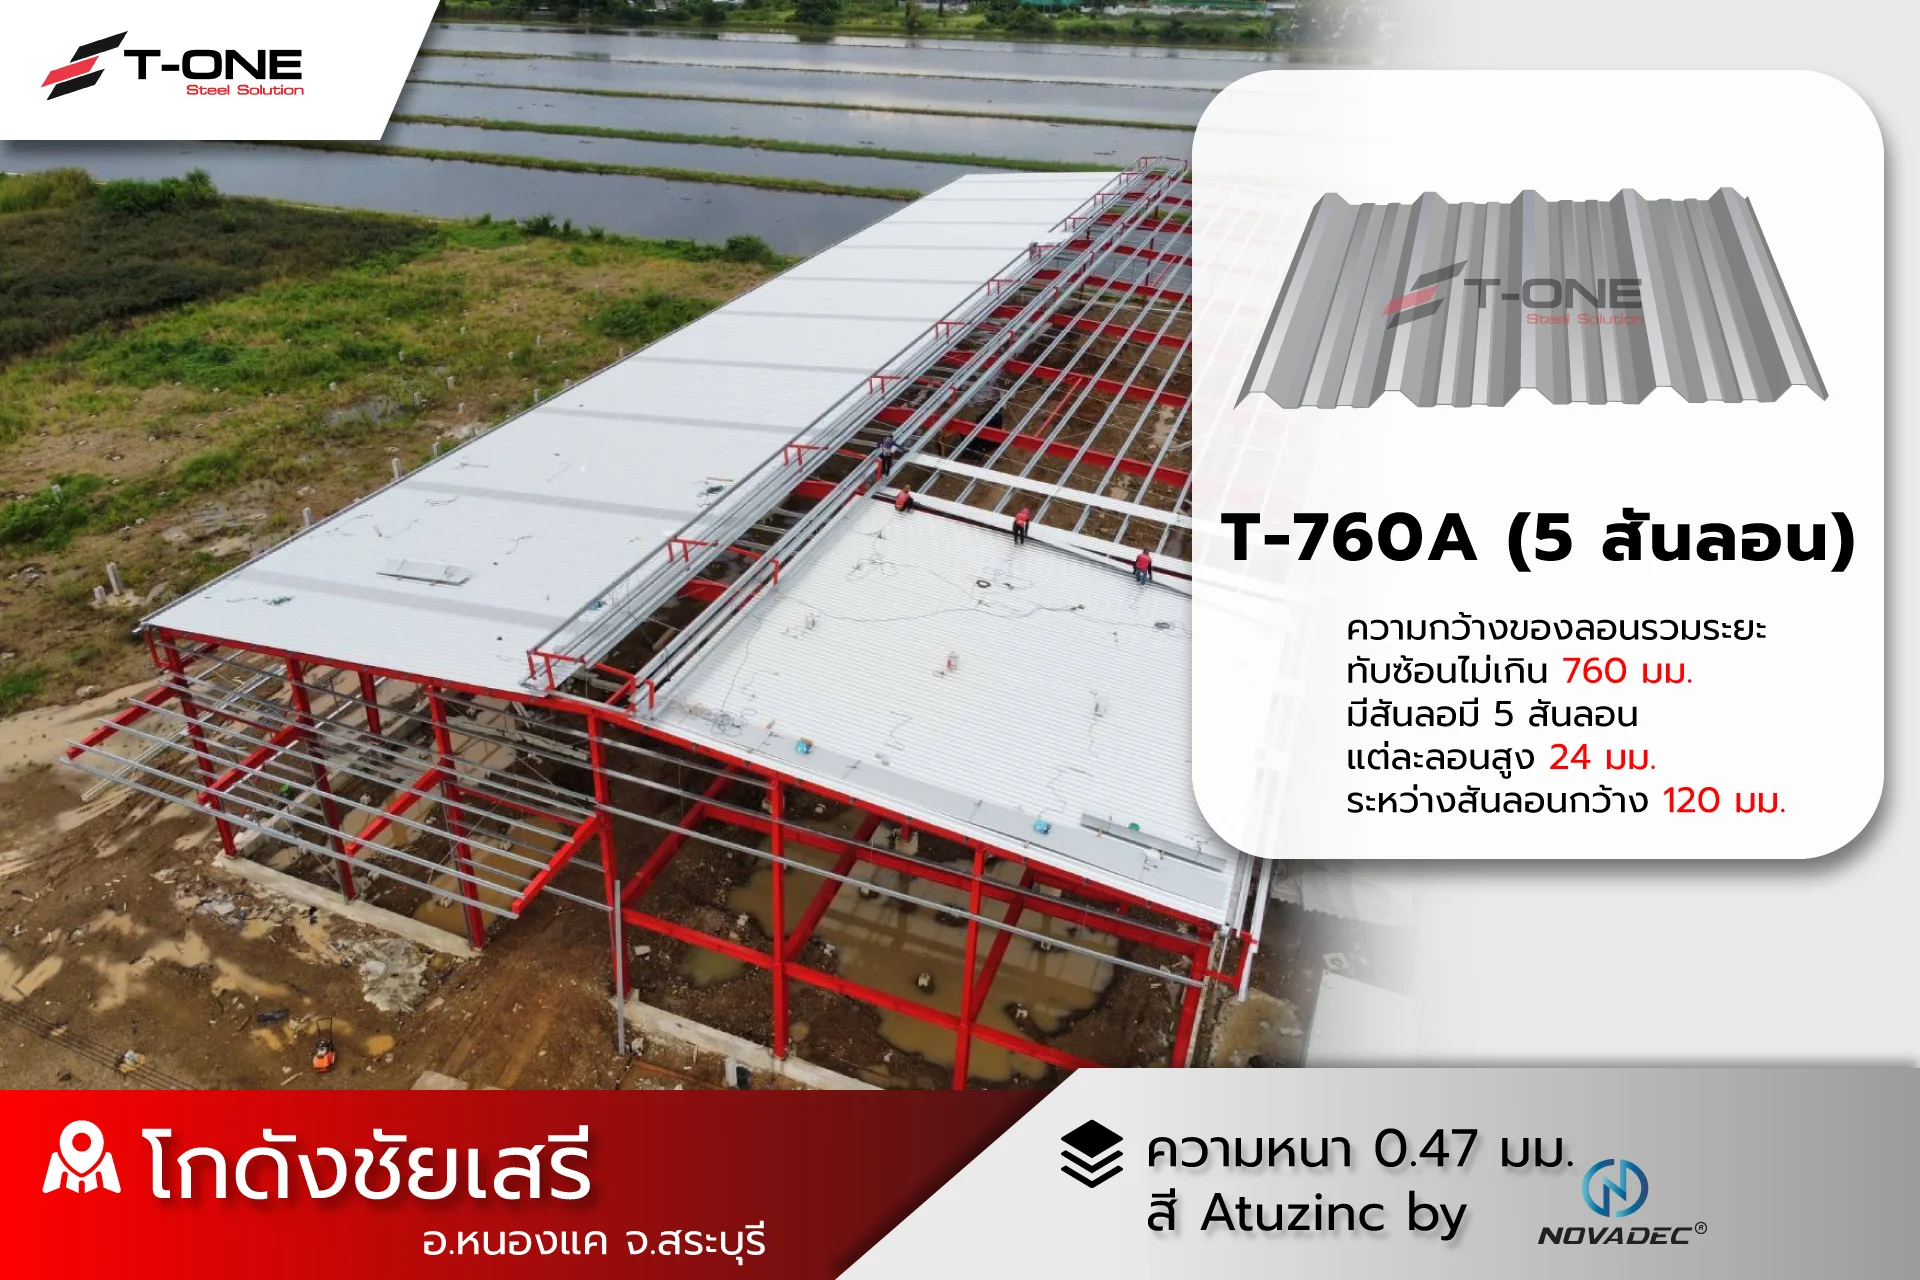 T-ONE
Steel Solution
T-ONE
Steel Solution
T-760A (5 สันลอน)
ความกว้างของลอนรวมระยะ
ทับซ้อนไม่เกิน 760 มม.
มีสันลอมี 5 สันลอน
แต่ละลอนสูง 24 มม.
ระหว่างสันลอนกว้าง 120 มม.
โกดังชัยเสรี
อ.หนองแค จ.สระบุรี
ความหนา 0.47 มม.
สี Atuzinc by
NOVADEC®